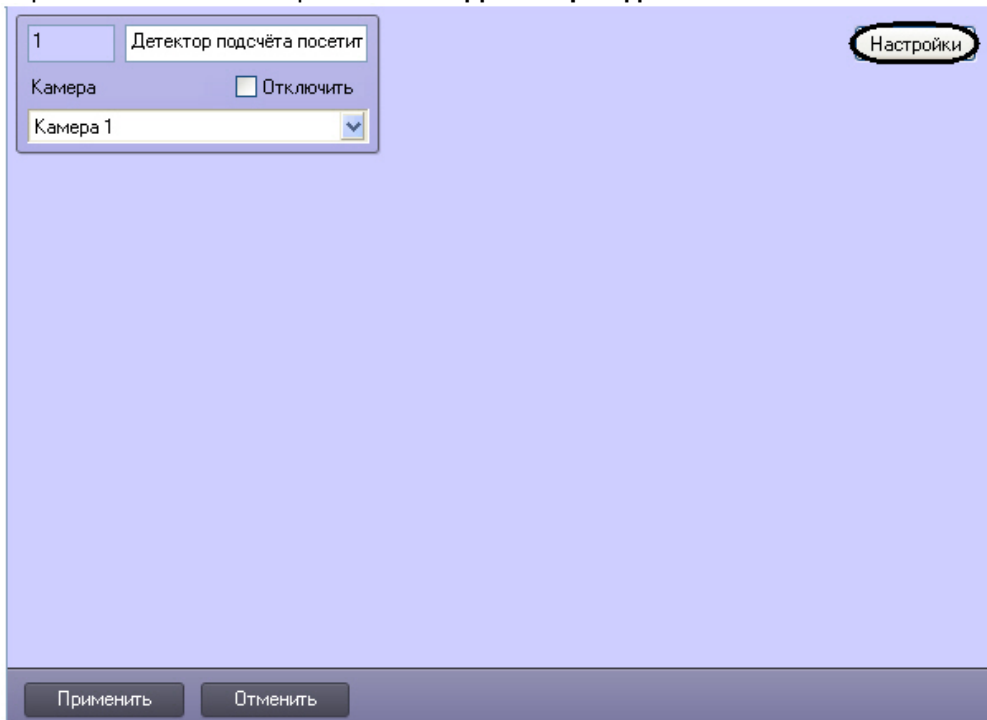 1
Детектор подсчёта посетит
Настройки
Камера
Отключить
Камера 1
Применить
Отменить